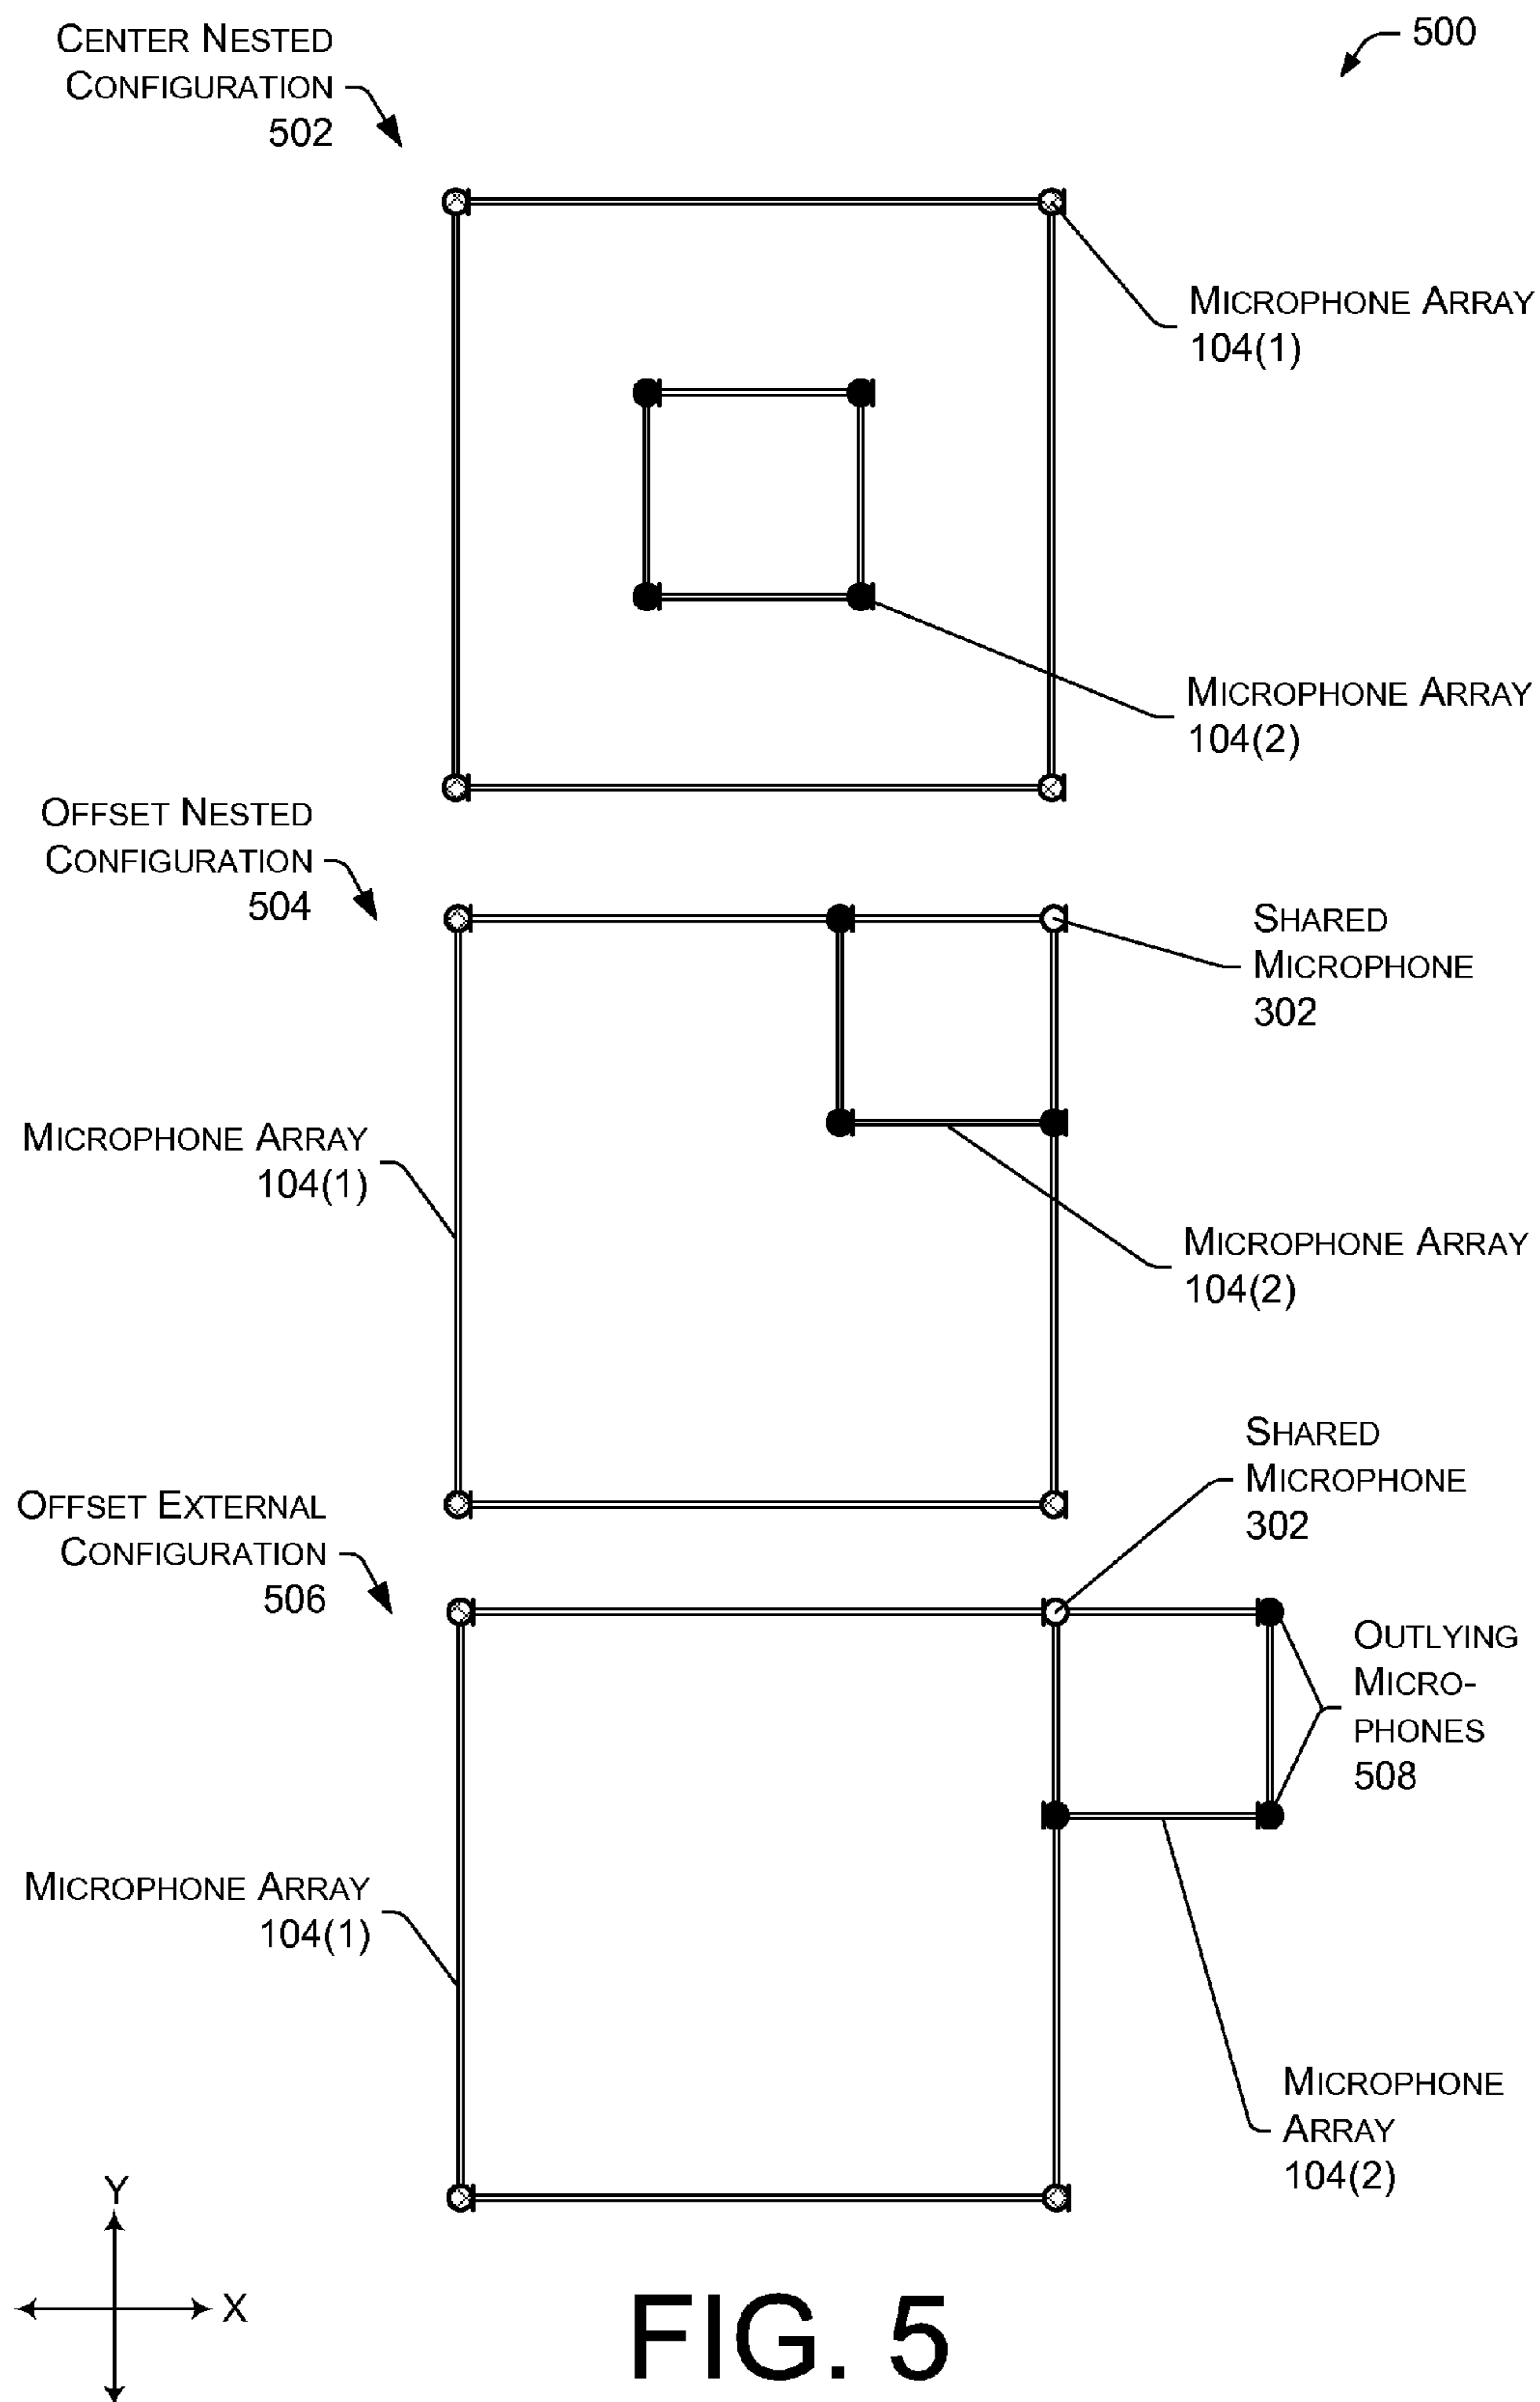 500
CENTER NESTED
CONFIGURATION
502
MICROPHONE ARRAY
104(1)
MICROPHONE ARRAY
104(2)
OFFSET NESTED
CONFIGURATION
504
SHARED
MICROPHONE
302
MICROPHONE ARRAY
104(1)
MICROPHONE ARRAY
104(2)
SHARED
MICROPHONE
302
OFFSET EXTERNAL
CONFIGURATION
506
OUTLYING
MICRO-
PHONES
508
MICROPHONE ARRAY
104(1)
MICROPHONE
ARRAY
104(2)
Y
X
FIG. 5